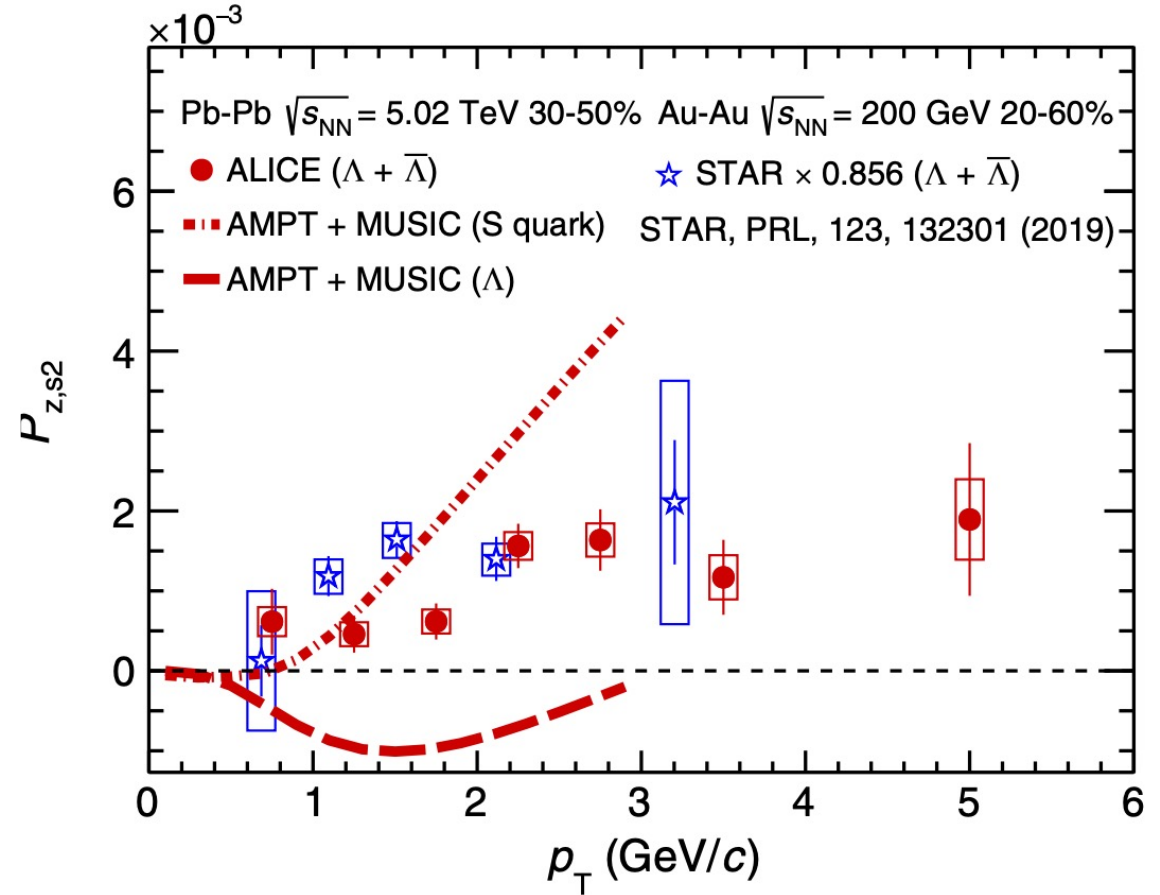 ×10⁻³
Pb-Pb √s_NN = 5.02 TeV 30-50% Au-Au √s_NN = 200 GeV 20-60%
ALICE (Λ + Λ̅) STAR × 0.856 (Λ + Λ̅)
AMPT + MUSIC (S quark) STAR, PRL, 123, 132301 (2019)
AMPT + MUSIC (Λ)
6
4
2
0
P_z,s2
0 1 2 3 4 5 6
p_T (GeV/c)